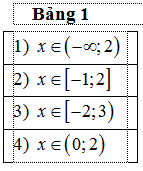 Bảng 1
1) x ∈ (−∞; 2)
2) x ∈ [−1; 2]
3) x ∈ [−2; 3)
4) x ∈ (0; 2)